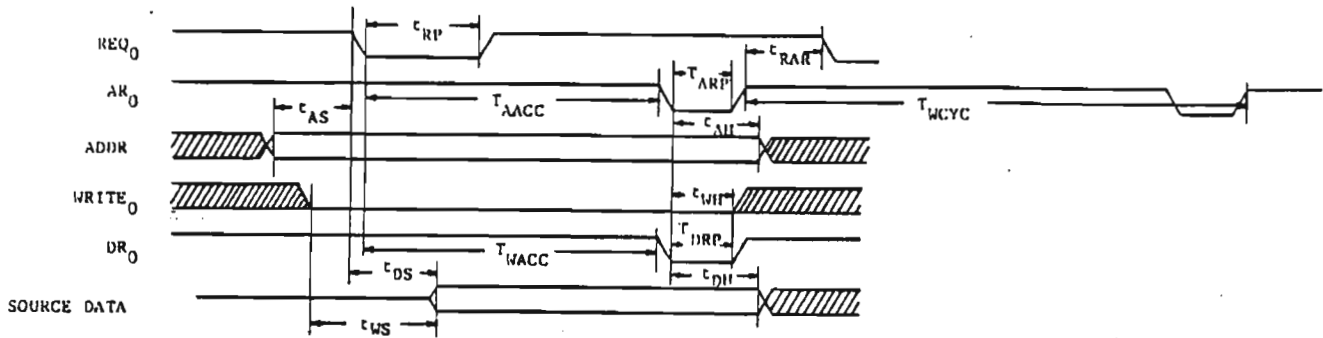 REQ0 tRP tRAR
AR0 TAACC TARP TWCYC
tAS tAH
ADDR
WRITE0 tWH
DR0 TWACC TDRP
tDS tDH
SOURCE DATA
tWS